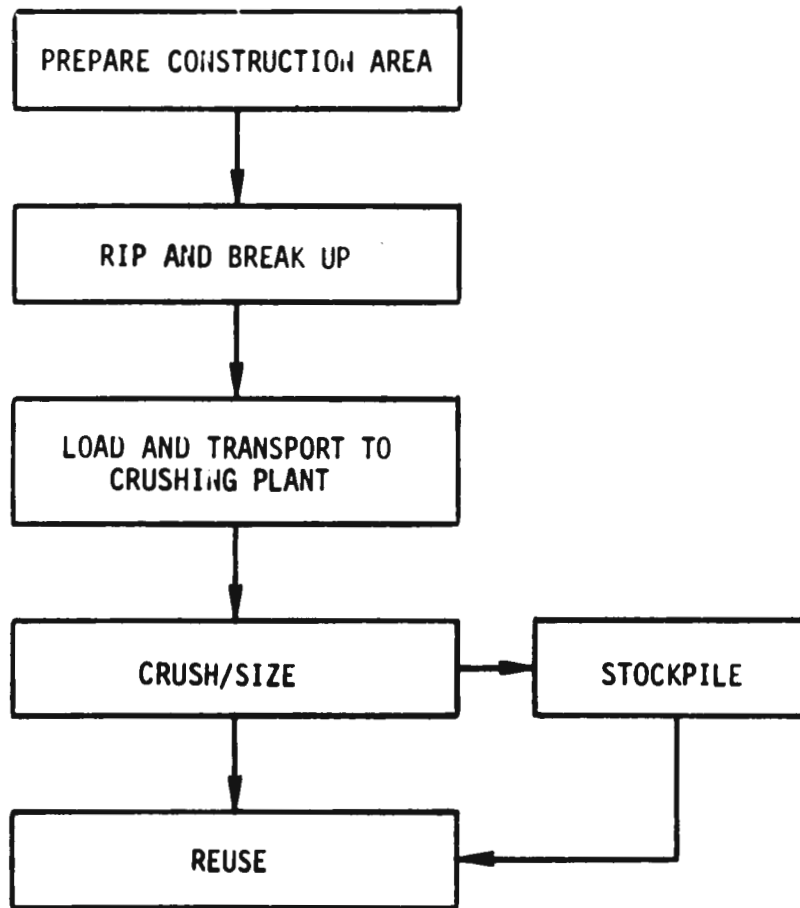 PREPARE CONSTRUCTION AREA
RIP AND BREAK UP
LOAD AND TRANSPORT TO
CRUSHING PLANT
CRUSH/SIZE
STOCKPILE
REUSE